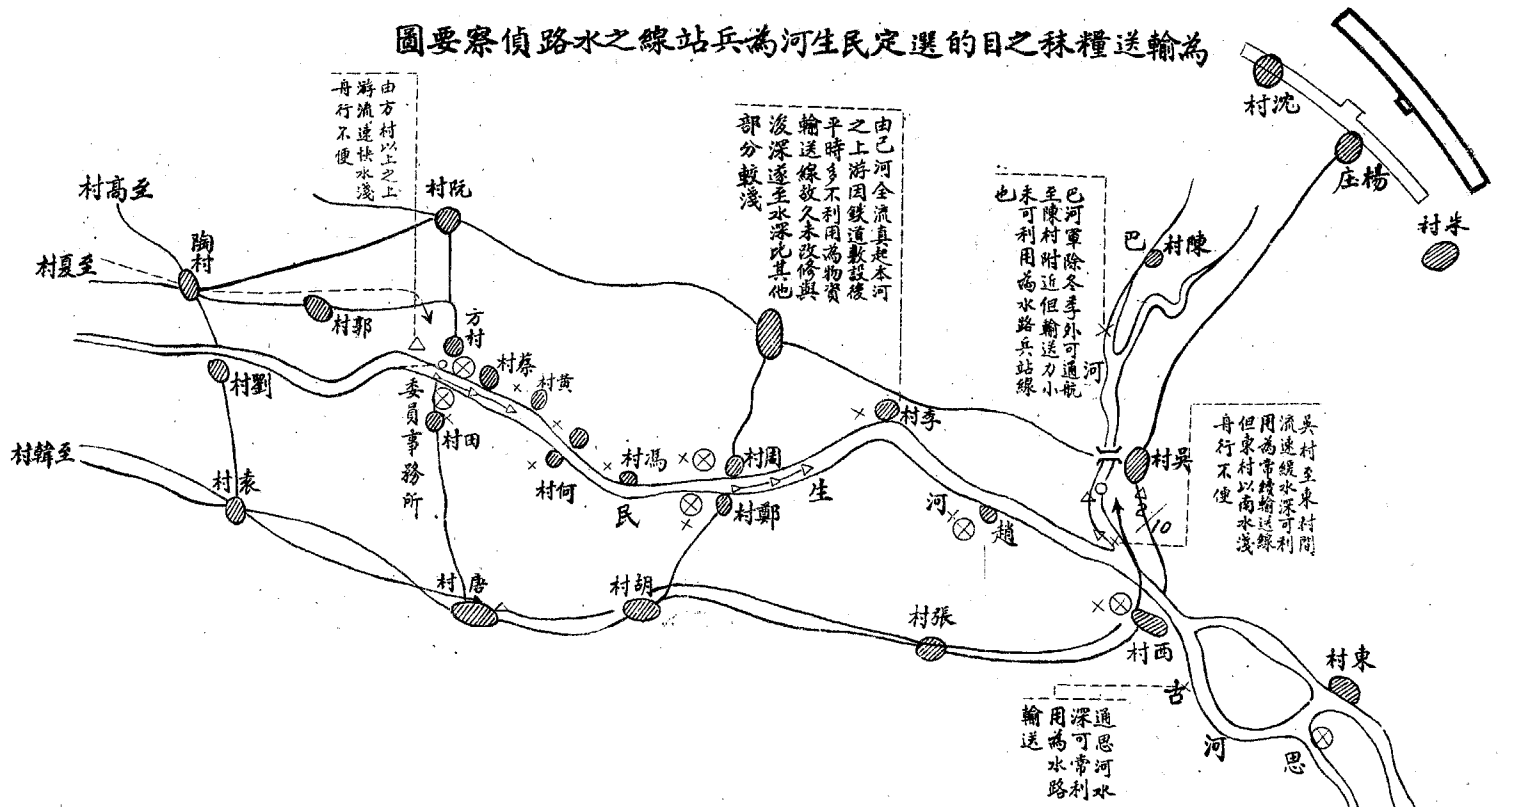 為輸送糧秣之目的選定民生河為兵站線之水路偵察要圖
由方村以上之上
游流速快水淺
舟行不便
由巴河全流真起本河
之上游因鉄道敷設後
平時多不利用為物資
輸送線故久未改修與
浚深遂至水深比其他
部分較淺
巴河軍除冬季外可通航
至陳村附近但輸送力小
未可利用為水路兵站線
也
吳村至東村間
流速緩水深可利
用為常續輸送線
但東村以南水淺
舟行不便
通思河水
深可常利
用為水路
輸送
至高村
至夏村
至韓村
陶村
阮村
郭村
方村
劉村
蔡村
黃村
田村
委員事務所
袁村
何村
馮村
周村
鄭村
李村
趙村
唐村
胡村
張村
西村
東村
吳村
陳村
沈村
楊庄
朱村
民生河
巴河
古河
思
2/10